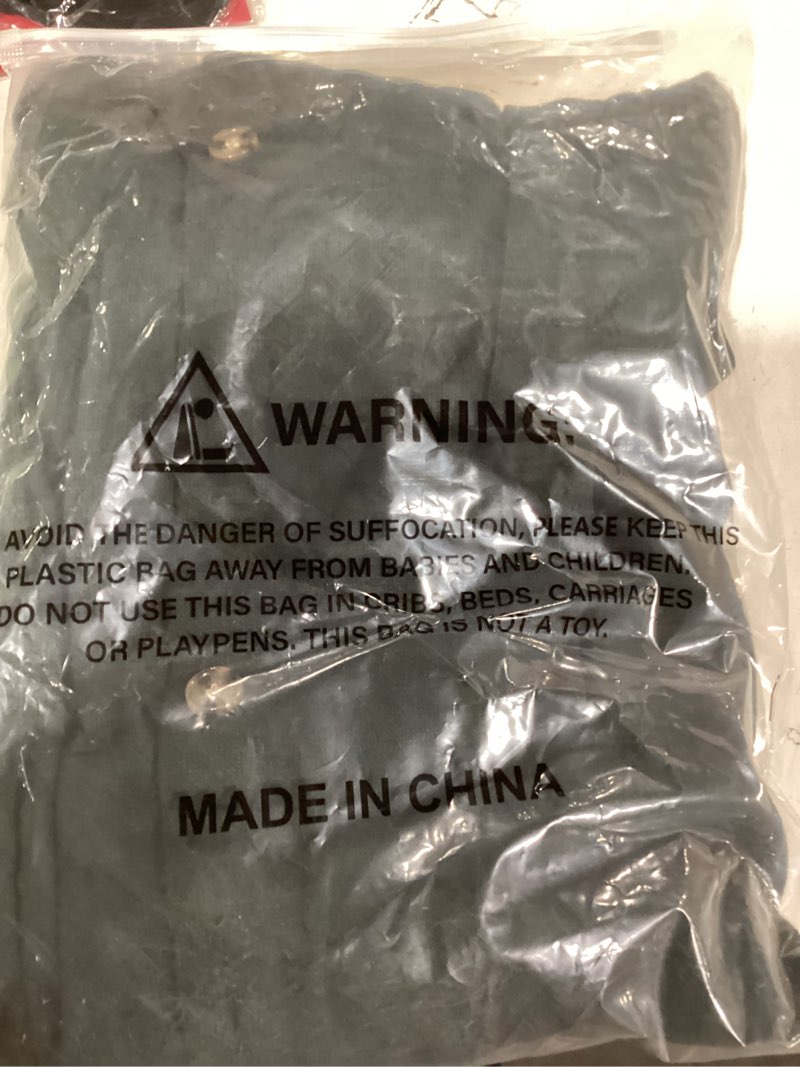 WARNING:
AVOID THE DANGER OF SUFFOCATION, PLEASE KEEP THIS
PLASTIC BAG AWAY FROM BABIES AND CHILDREN.
DO NOT USE THIS BAG IN CRIBS, BEDS, CARRIAGES
OR PLAYPENS. THIS BAG IS NOT A TOY.
MADE IN CHINA